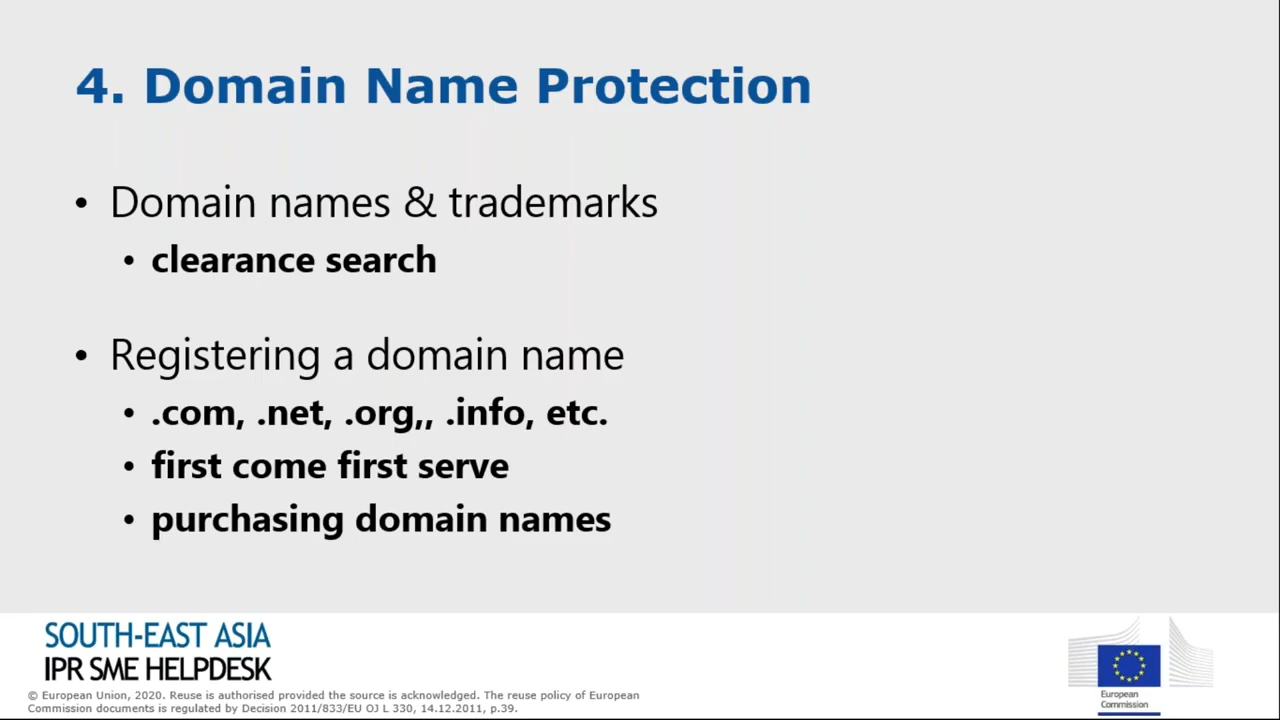 4. Domain Name Protection
• Domain names & trademarks
• clearance search
• Registering a domain name
• .com, .net, .org,, .info, etc.
• first come first serve
• purchasing domain names
SOUTH-EAST ASIA
IPR SME HELPDESK
© European Union, 2020. Reuse is authorised provided the source is acknowledged. The reuse policy of European
Commission documents is regulated by Decision 2011/833/EU OJ L 330, 14.12.2011, p.39.
European
Commission